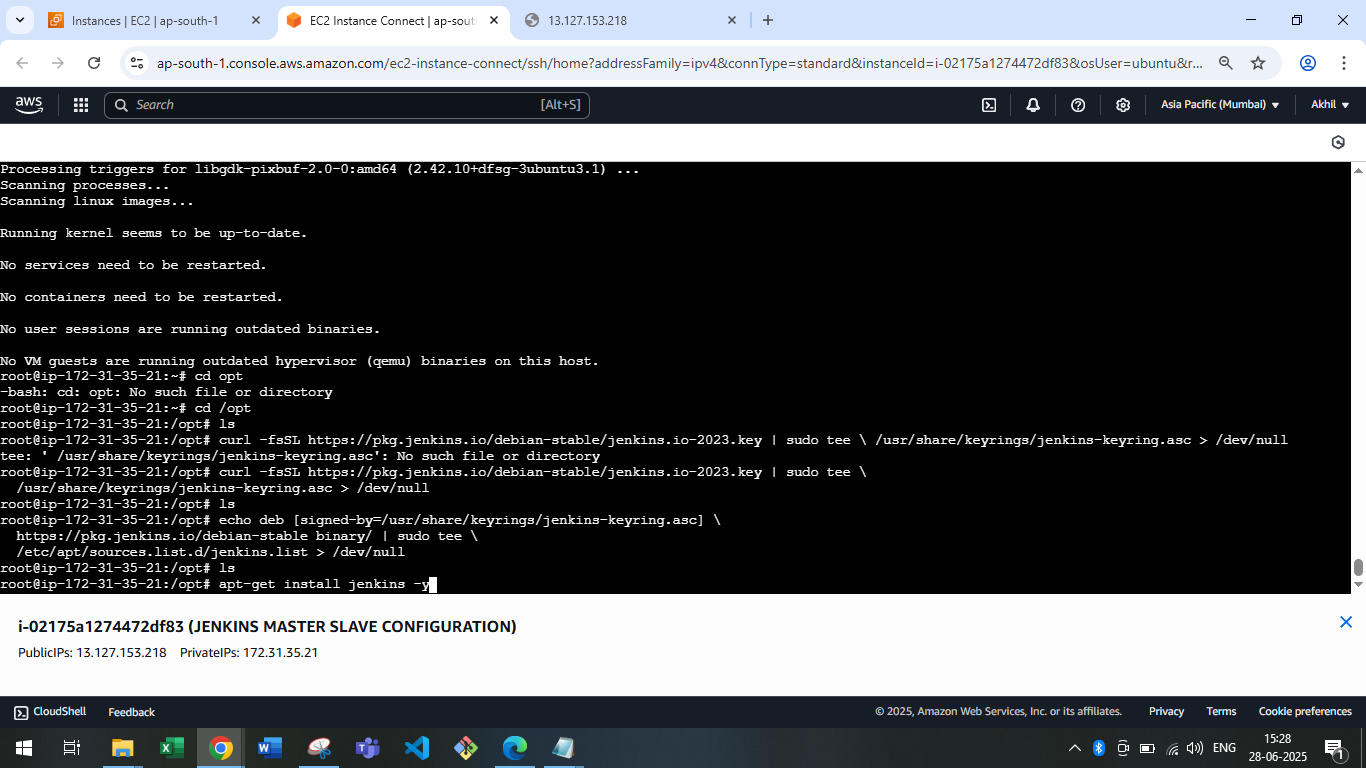 Instances | EC2 | ap-south-1
EC2 Instance Connect | ap-sout
13.127.153.218
ap-south-1.console.aws.amazon.com/ec2-instance-connect/ssh/home?addressFamily=ipv4&connType=standard&instanceId=i-02175a1274472df83&osUser=ubuntu&r...
aws
Search
[Alt+S]
Asia Pacific (Mumbai)
Akhil
Processing triggers for libgdk-pixbuf-2.0-0:amd64 (2.42.10+dfsg-3ubuntu3.1) ...
Scanning processes...
Scanning linux images...
Running kernel seems to be up-to-date.
No services need to be restarted.
No containers need to be restarted.
No user sessions are running outdated binaries.
No VM guests are running outdated hypervisor (qemu) binaries on this host.
root@ip-172-31-35-21:~# cd opt
-bash: cd: opt: No such file or directory
root@ip-172-31-35-21:~# cd /opt
root@ip-172-31-35-21:/opt# ls
root@ip-172-31-35-21:/opt# curl -fsSL https://pkg.jenkins.io/debian-stable/jenkins.io-2023.key | sudo tee \ /usr/share/keyrings/jenkins-keyring.asc > /dev/null
tee: ' /usr/share/keyrings/jenkins-keyring.asc': No such file or directory
root@ip-172-31-35-21:/opt# curl -fsSL https://pkg.jenkins.io/debian-stable/jenkins.io-2023.key | sudo tee \
  /usr/share/keyrings/jenkins-keyring.asc > /dev/null
root@ip-172-31-35-21:/opt# ls
root@ip-172-31-35-21:/opt# echo deb [signed-by=/usr/share/keyrings/jenkins-keyring.asc] \
  https://pkg.jenkins.io/debian-stable binary/ | sudo tee \
  /etc/apt/sources.list.d/jenkins.list > /dev/null
root@ip-172-31-35-21:/opt# ls
root@ip-172-31-35-21:/opt# apt-get install jenkins -y
i-02175a1274472df83 (JENKINS MASTER SLAVE CONFIGURATION)
PublicIPs: 13.127.153.218 PrivateIPs: 172.31.35.21
CloudShell
Feedback
© 2025, Amazon Web Services, Inc. or its affiliates.
Privacy
Terms
Cookie preferences
ENG
15:28
28-06-2025
1